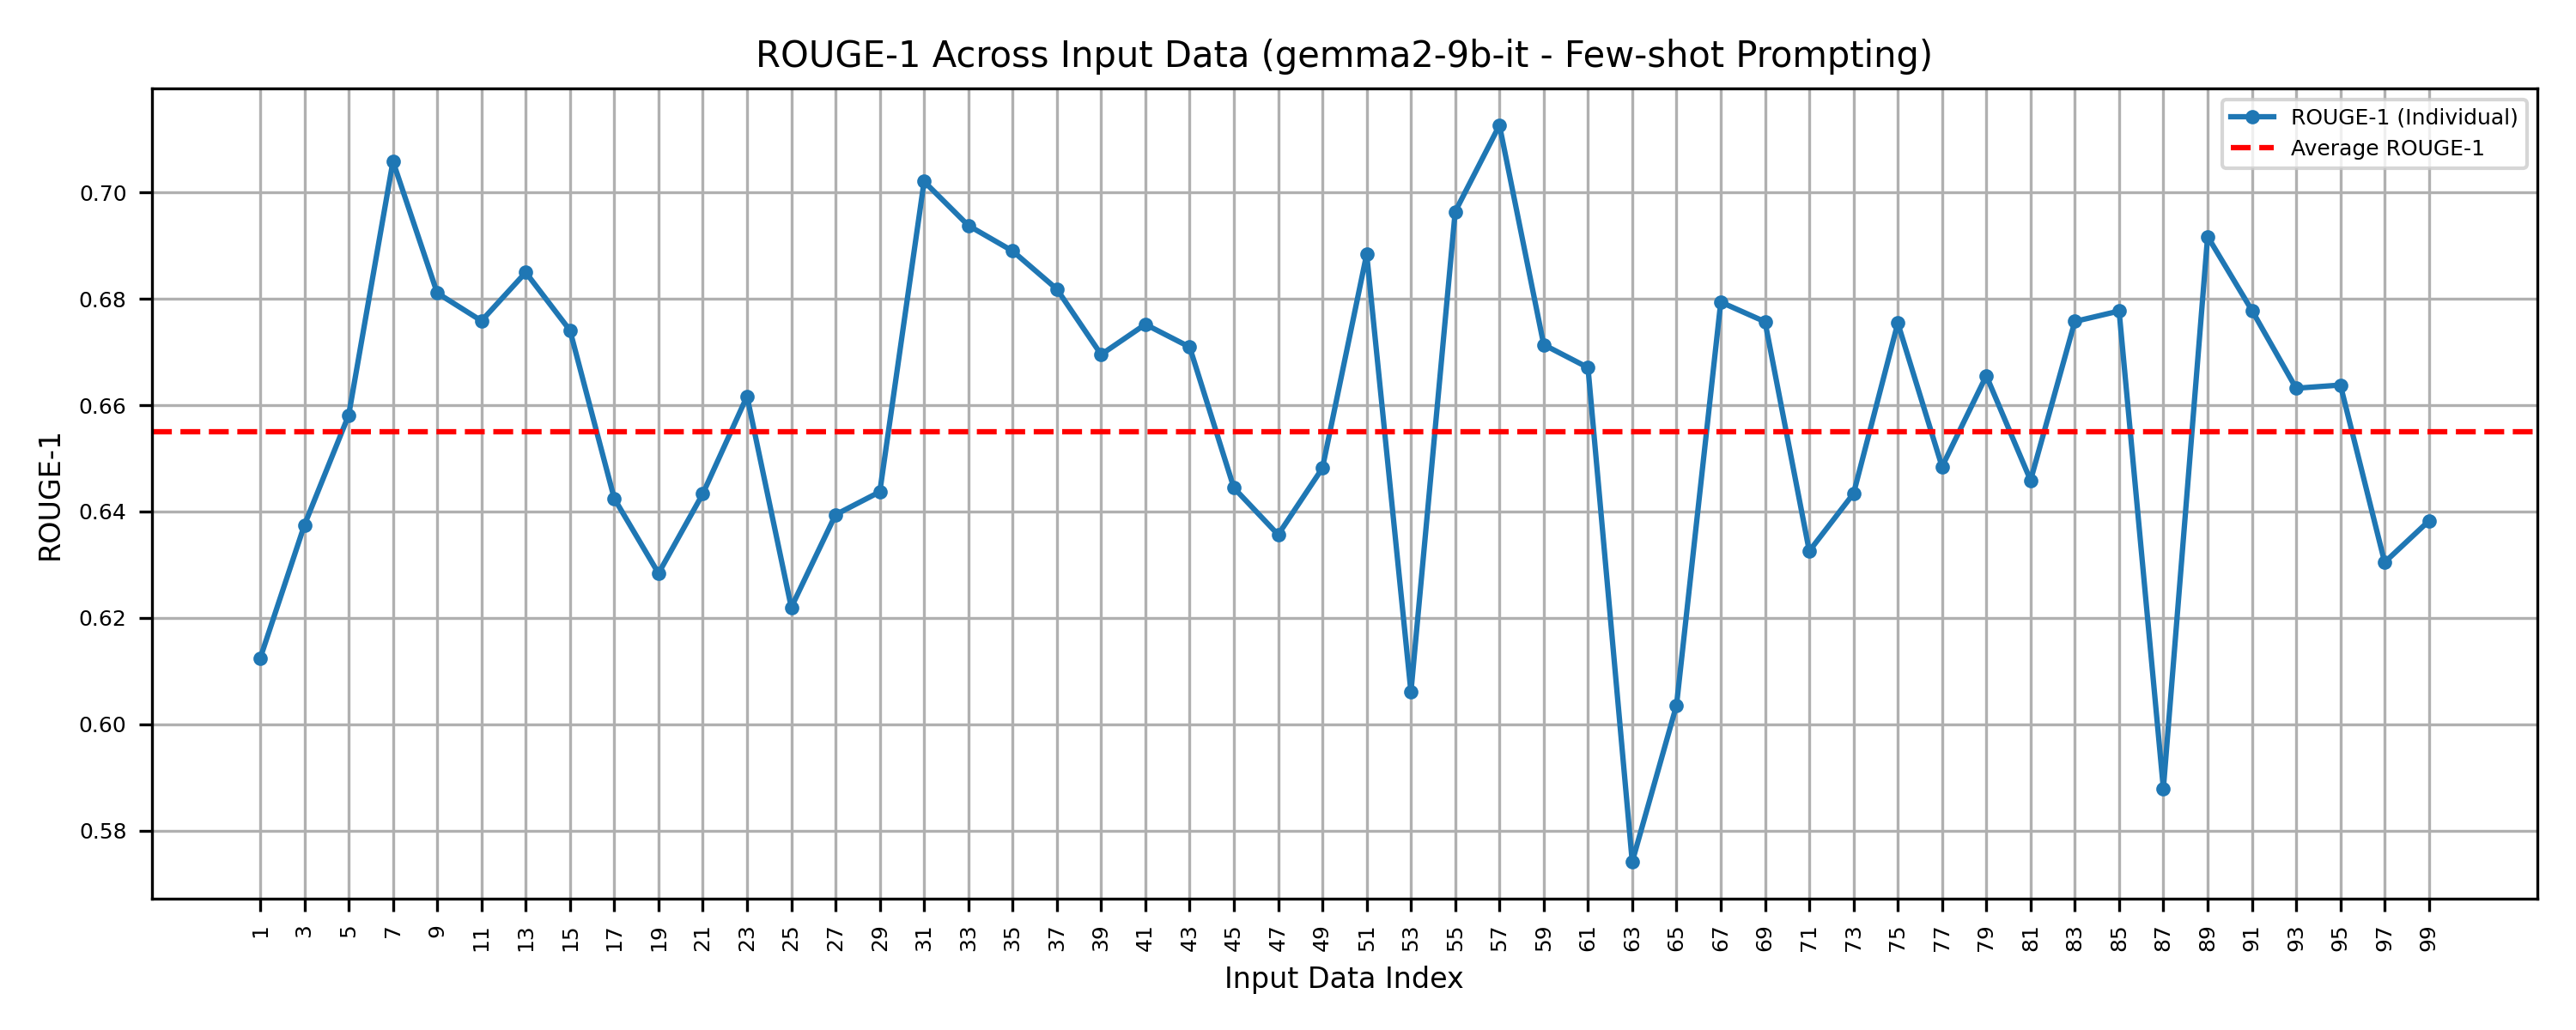 ROUGE-1 Across Input Data (gemma2-9b-it - Few-shot Prompting)
ROUGE-1 (Individual)
Average ROUGE-1
ROUGE-1
0.70
0.68
0.66
0.64
0.62
0.60
0.58
1 3 5 7 9 11 13 15 17 19 21 23 25 27 29 31 33 35 37 39 41 43 45 47 49 51 53 55 57 59 61 63 65 67 69 71 73 75 77 79 81 83 85 87 89 91 93 95 97 99
Input Data Index